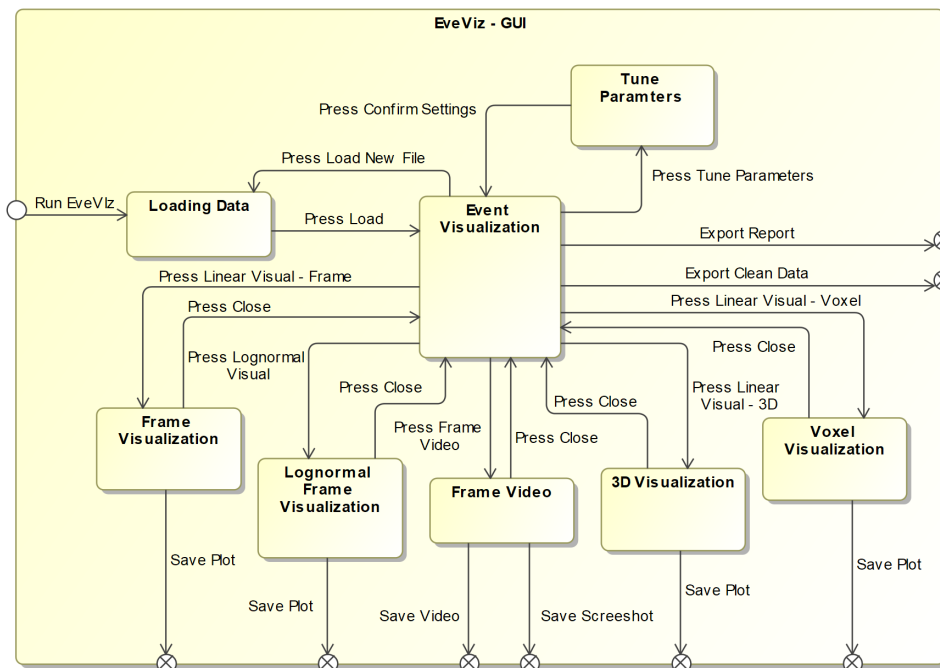 EveViz - GUI
Tune
Paramters
Press Confirm Settings
Press Load New File
Press Tune Parameters
Run EveVIz
Loading Data
Press Load
Event
Visualization
Export Report
Export Clean Data
Press Linear Visual - Frame
Press Linear Visual - Voxel
Press Close
Press Close
Press Lognormal
Visual
Press Close
Press Close
Press Linear
Visual - 3D
Frame
Visualization
Press Frame
Video
Press Close
Voxel
Visualization
Lognormal
Frame
Visualization
Frame Video
3D Visualization
Save Plot
Save Plot
Save Plot
Save Plot
Save Video
Save Screeshot